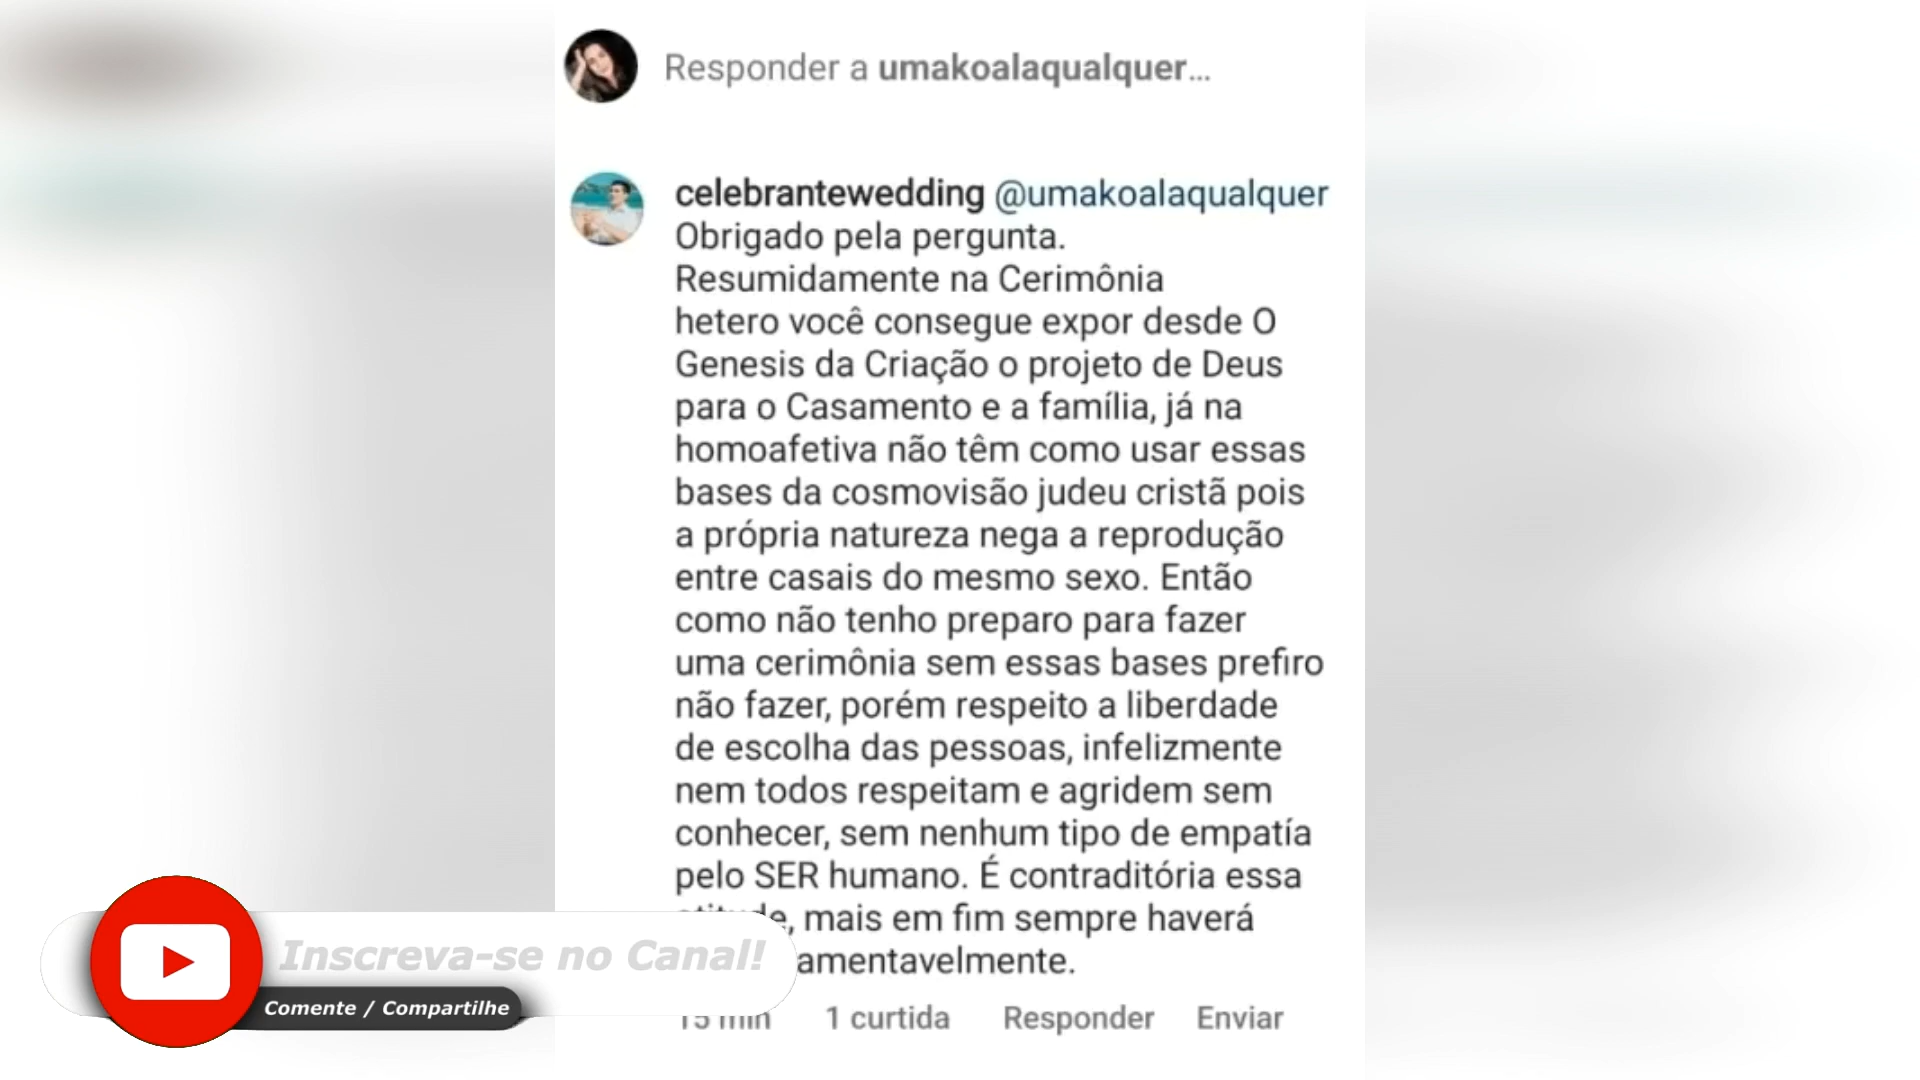 Responder a umakoalaqualquer...
celebrantewedding @umakoalaqualquer
Obrigado pela pergunta.
Resumidamente na Cerimônia
hetero você consegue expor desde O
Genesis da Criação o projeto de Deus
para o Casamento e a família, já na
homoafetiva não têm como usar essas
bases da cosmovisão judeu cristã pois
a própria natureza nega a reprodução
entre casais do mesmo sexo. Então
como não tenho preparo para fazer
uma cerimônia sem essas bases prefiro
não fazer, porém respeito a liberdade
de escolha das pessoas, infelizmente
nem todos respeitam e agridem sem
conhecer, sem nenhum tipo de empatía
pelo SER humano. É contraditória essa
mais em fim sempre haverá
amentavelmente.
15 min 1 curtida Responder Enviar
Inscreva-se no Canal!
Comente / Compartilhe